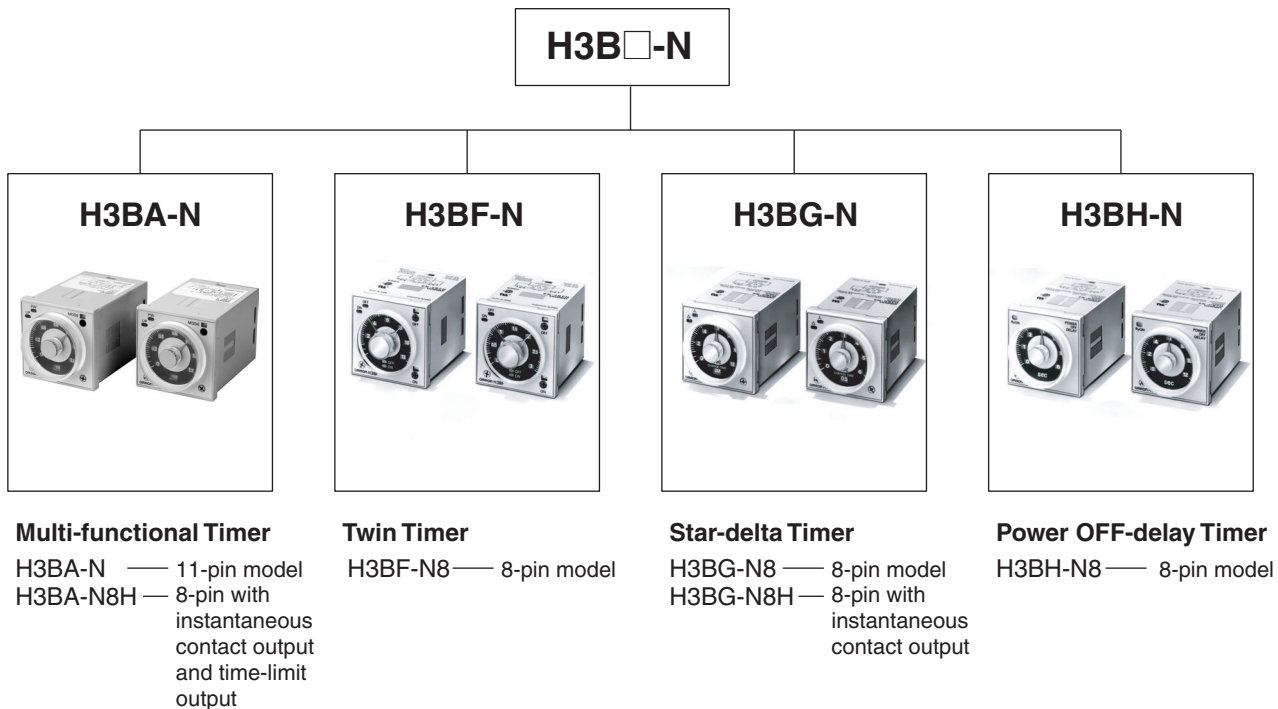 H3B□-N
H3BA-N
H3BF-N
H3BG-N
H3BH-N
Multi-functional Timer
H3BA-N — 11-pin model
H3BA-N8H — 8-pin with
instantaneous
contact output
and time-limit
output
Twin Timer
H3BF-N8 — 8-pin model
Star-delta Timer
H3BG-N8 — 8-pin model
H3BG-N8H — 8-pin with
instantaneous
contact output
Power OFF-delay Timer
H3BH-N8 — 8-pin model